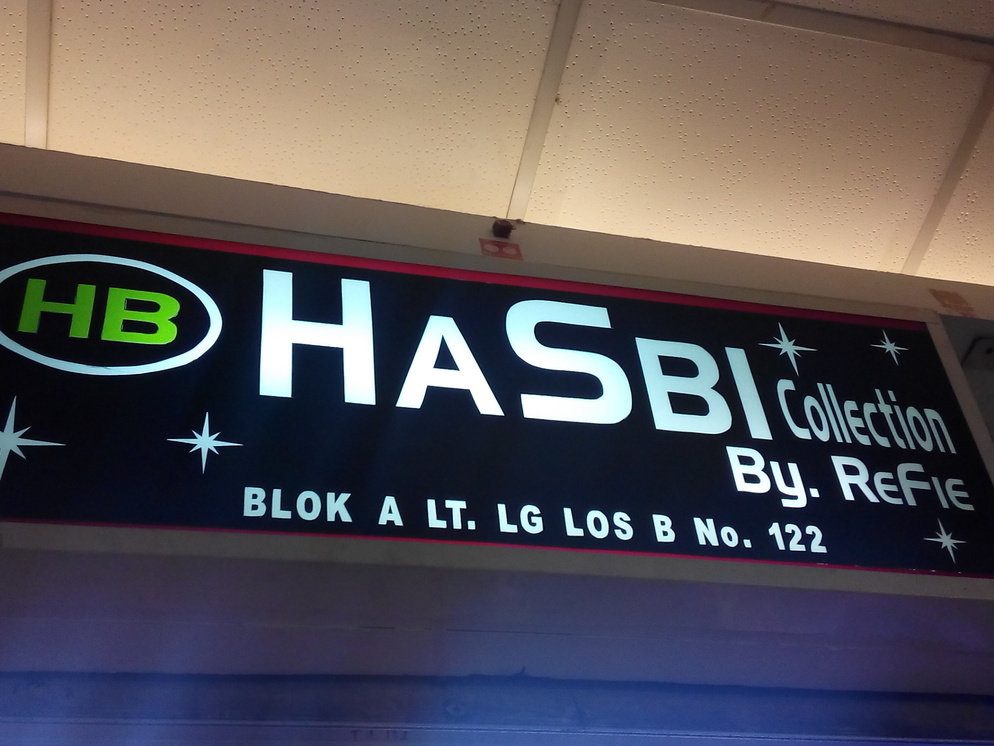 HB
HASBI Collection
By. REFIE
BLOK A LT. LG LOS B No. 122